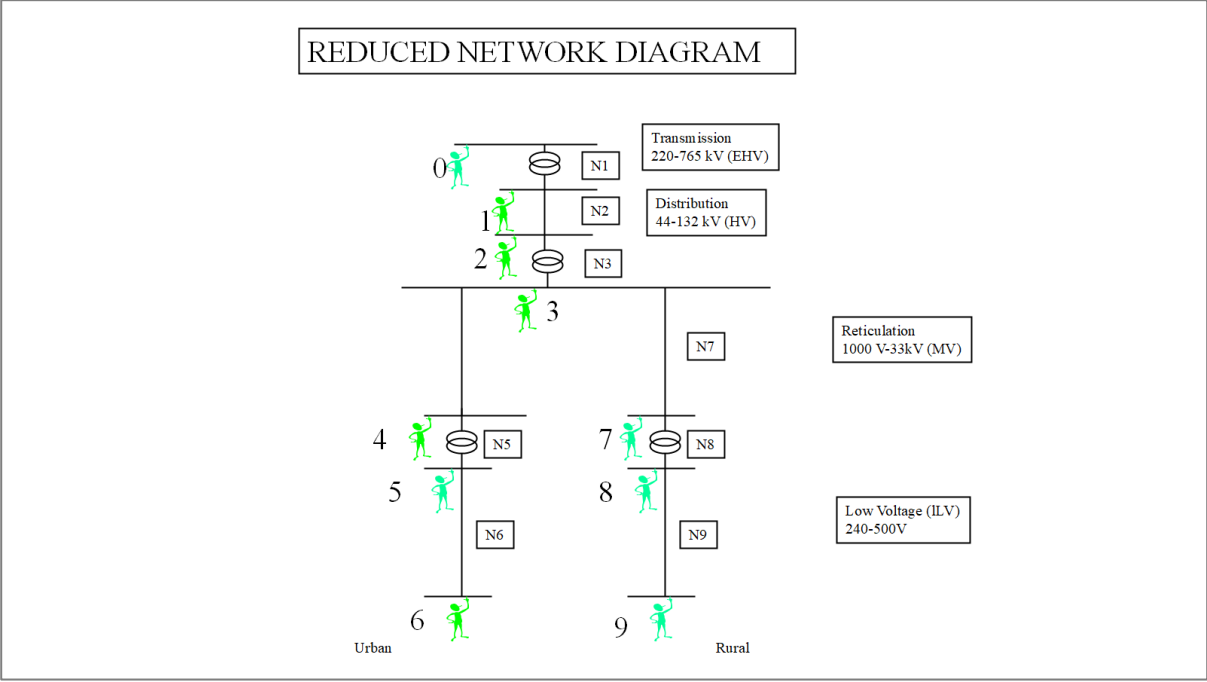 REDUCED NETWORK DIAGRAM
Transmission
220-765 kV (EHV)
0
N1
Distribution
44-132 kV (HV)
1
N2
2
N3
3
Reticulation
1000 V-33kV (MV)
N7
4
N5
7
N8
5
8
Low Voltage (lLV)
240-500V
N6
N9
6
9
Urban
Rural